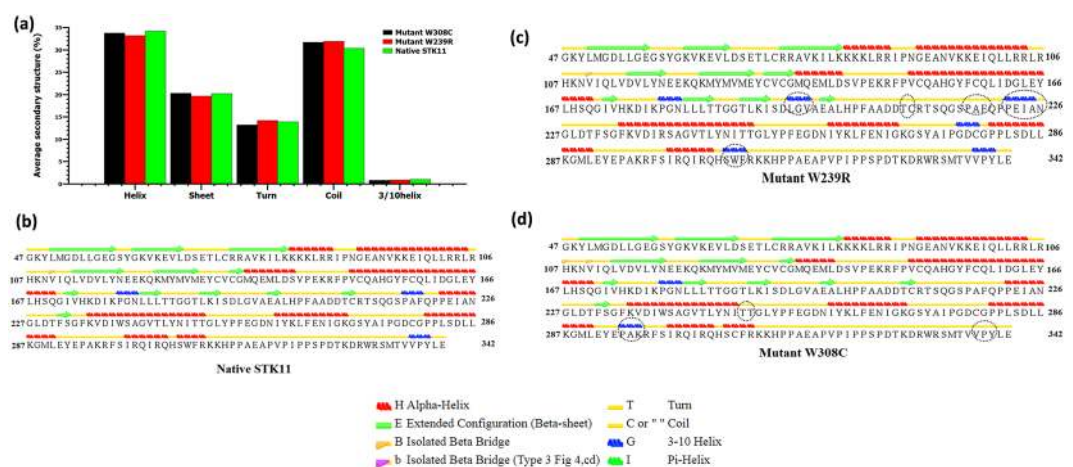 (a)
Average secondary structure (%)
35
30
25
20
15
10
5
0
Mutant W308C
Mutant W239R
Native STK11
Helix
Sheet
Turn
Coil
3/10helix
(b)
47 GKYLMGDLLGEGSYGKVKEVLDSETLCRRAVKILKKKKLRRIPNGEANVKKEIQLLRRLR 106
107 HKNVIQLVDVLYNEEKQKMYMVMEYCVCGMQEMLDSVPEKRFPVCQAHGYFCQLIDGLEY 166
167 LHSQGIVHKDIKPGNLLLTTGGTLKISDLGVAEALHPFAADDTCRTSQGSPAFQPPEIAN 226
227 GLDTFSGFKVDIWSAGVTLYNITTGLYPFEGDNIYKLFENIGKGSYAIPGDCGPPLSDLL 286
287 KGMLEYEPAKRFSIRQIRQHSWFRKKHPPAEAPVPIPPSPDTKDRWRSMTVVPYLE 342
Native STK11
(c)
47 GKYLMGDLLGEGSYGKVKEVLDSETLCRRAVKILKKKKLRRIPNGEANVKKEIQLLRRLR 106
107 HKNVIQLVDVLYNEEKQKMYMVMEYCVCGMQEMLDSVPEKRFPVCQAHGYFCQLIDGLEY 166
167 LHSQGIVHKDIKPGNLLLTTGGTLKISDLGVAEALHPFAADDTCRTSQGSPAFQPPEIAN 226
227 GLDTFSGFKVDIRSAGVTLYNITTGLYPFEGDNIYKLFENIGKGSYAIPGDCGPPLSDLL 286
287 KGMLEYEPAKRFSIRQIRQHSWFRKKHPPAEAPVPIPPSPDTKDRWRSMTVVPYLE 342
Mutant W239R
(d)
47 GKYLMGDLLGEGSYGKVKEVLDSETLCRRAVKILKKKKLRRIPNGEANVKKEIQLLRRLR 106
107 HKNVIQLVDVLYNEEKQKMYMVMEYCVCGMQEMLDSVPEKRFPVCQAHGYFCQLIDGLEY 166
167 LHSQGIVHKDIKPGNLLLTTGGTLKISDLGVAEALHPFAADDTCRTSQGSPAFQPPEIAN 226
227 GLDTFSGFKVDIWSAGVTLYNITTGLYPFEGDNIYKLFENIGKGSYAIPGDCGPPLSDLL 286
287 KGMLEYEPAKRFSIRQIRQHSCFRKKHPPAEAPVPIPPSPDTKDRWRSMTVVPYLE 342
Mutant W308C
H Alpha-Helix
E Extended Configuration (Beta-sheet)
B Isolated Beta Bridge
b Isolated Beta Bridge (Type 3 Fig 4,cd)
T Turn
C or " " Coil
G 3-10 Helix
I Pi-Helix